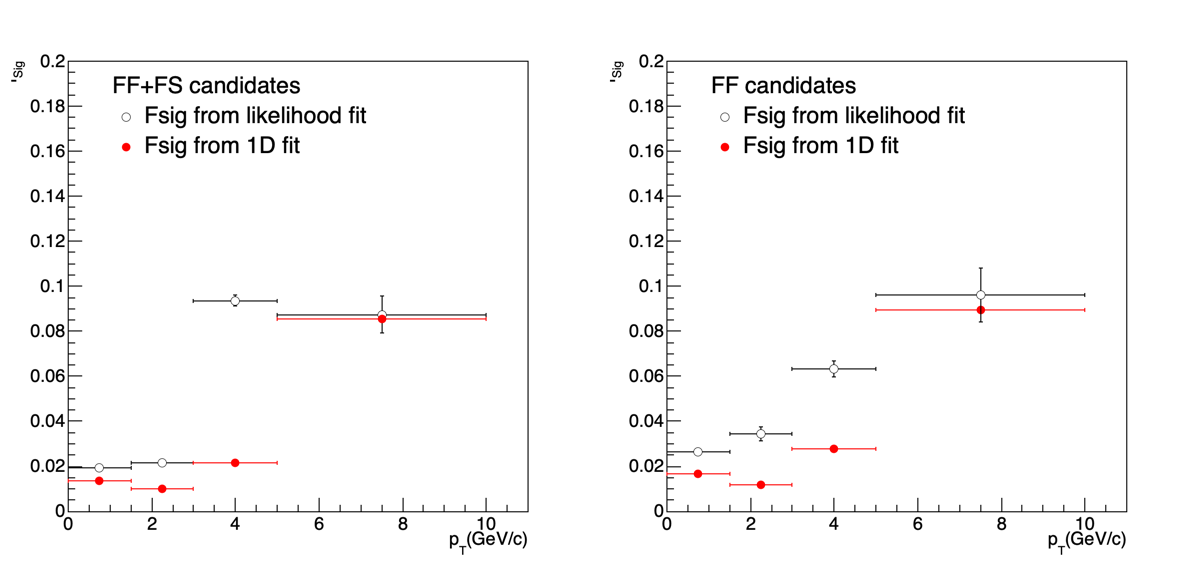 0.2
0.18
0.16
0.14
0.12
0.1
0.08
0.06
0.04
0.02
0
Sig
FF+FS candidates
Fsig from likelihood fit
Fsig from 1D fit
0 2 4 6 8 10
pT(GeV/c)
0.2
0.18
0.16
0.14
0.12
0.1
0.08
0.06
0.04
0.02
0
Sig
FF candidates
Fsig from likelihood fit
Fsig from 1D fit
0 2 4 6 8 10
pT(GeV/c)